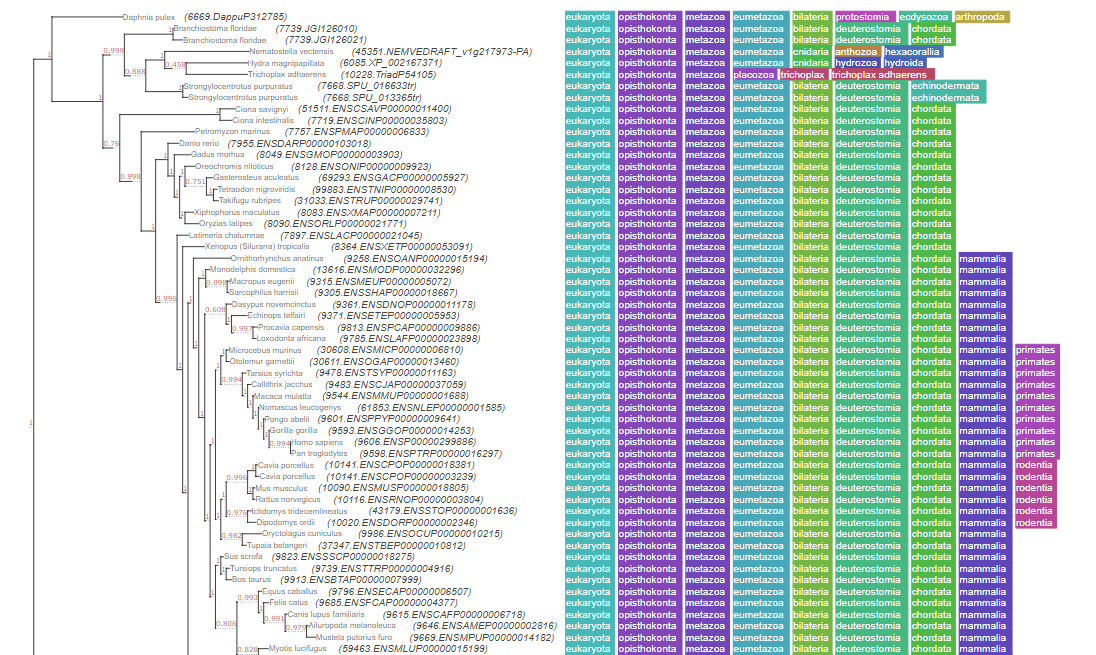 Daphnia pulex (6669.DappuP312785) eukaryota opisthokonta metazoa eumetazoa bilateria protostomia ecdysozoa arthropoda
Branchiostoma floridae (7739.JGI126010) eukaryota opisthokonta metazoa eumetazoa bilateria deuterostomia chordata
Branchiostoma floridae (7739.JGI126021) eukaryota opisthokonta metazoa eumetazoa bilateria deuterostomia chordata
0.999 Nematostella vectensis (45351.NEMVEDRAFT_v1g217973-PA) eukaryota opisthokonta metazoa eumetazoa cnidaria anthozoa hexacorallia
0.458 Hydra magnipapillata (6085.XP_002167371) eukaryota opisthokonta metazoa eumetazoa cnidaria hydrozoa hydroida
0.888 Trichoplax adhaerens (10228.TriadP54105) eukaryota opisthokonta metazoa placozoa trichoplax trichoplax adhaerens
Strongylocentrotus purpuratus (7668.SPU_016633tr) eukaryota opisthokonta metazoa eumetazoa bilateria deuterostomia echinodermata
Strongylocentrotus purpuratus (7668.SPU_013365tr) eukaryota opisthokonta metazoa eumetazoa bilateria deuterostomia echinodermata
Ciona savignyi (51511.ENSCSAVP00000011400) eukaryota opisthokonta metazoa eumetazoa bilateria deuterostomia chordata
Ciona intestinalis (7719.ENSCINP00000035803) eukaryota opisthokonta metazoa eumetazoa bilateria deuterostomia chordata
Petromyzon marinus (7757.ENSPMAP00000006833) eukaryota opisthokonta metazoa eumetazoa bilateria deuterostomia chordata
0.76 Danio rerio (7955.ENSDARP00000103018) eukaryota opisthokonta metazoa eumetazoa bilateria deuterostomia chordata
Gadus morhua (8049.ENSGMOP00000003903) eukaryota opisthokonta metazoa eumetazoa bilateria deuterostomia chordata
Oreochromis niloticus (8128.ENSONIP00000009923) eukaryota opisthokonta metazoa eumetazoa bilateria deuterostomia chordata
0.998 0.751 Gasterosteus aculeatus (69293.ENSGACP00000005927) eukaryota opisthokonta metazoa eumetazoa bilateria deuterostomia chordata
Tetraodon nigroviridis (99883.ENSTNIP00000008530) eukaryota opisthokonta metazoa eumetazoa bilateria deuterostomia chordata
Takifugu rubripes (31033.ENSTRUP00000029741) eukaryota opisthokonta metazoa eumetazoa bilateria deuterostomia chordata
Xiphophorus maculatus (8083.ENSXMAP00000007211) eukaryota opisthokonta metazoa eumetazoa bilateria deuterostomia chordata
Oryzias latipes (8090.ENSORLP00000021771) eukaryota opisthokonta metazoa eumetazoa bilateria deuterostomia chordata
Latimeria chalumnae (7897.ENSLACP00000021045) eukaryota opisthokonta metazoa eumetazoa bilateria deuterostomia chordata
Xenopus (Silurana) tropicalis (8364.ENSXETP00000053091) eukaryota opisthokonta metazoa eumetazoa bilateria deuterostomia chordata
Ornithorhynchus anatinus (9258.ENSOANP00000015194) eukaryota opisthokonta metazoa eumetazoa bilateria deuterostomia chordata mammalia
Monodelphis domestica (13616.ENSMODP00000032296) eukaryota opisthokonta metazoa eumetazoa bilateria deuterostomia chordata mammalia
0.998 Macropus eugenii (9315.ENSMEUP00000005072) eukaryota opisthokonta metazoa eumetazoa bilateria deuterostomia chordata mammalia
0.996 Sarcophilus harrisii (9305.ENSSHAP00000018667) eukaryota opisthokonta metazoa eumetazoa bilateria deuterostomia chordata mammalia
0.608 Dasypus novemcinctus (9361.ENSDNOP00000011178) eukaryota opisthokonta metazoa eumetazoa bilateria deuterostomia chordata mammalia
Echinops telfairi (9371.ENSETEP00000005953) eukaryota opisthokonta metazoa eumetazoa bilateria deuterostomia chordata mammalia
0.997 Procavia capensis (9813.ENSPCAP00000009886) eukaryota opisthokonta metazoa eumetazoa bilateria deuterostomia chordata mammalia
Loxodonta africana (9785.ENSLAFP00000023898) eukaryota opisthokonta metazoa eumetazoa bilateria deuterostomia chordata mammalia
Microcebus murinus (30608.ENSMICP00000006810) eukaryota opisthokonta metazoa eumetazoa bilateria deuterostomia chordata mammalia primates
Otolemur garnettii (30611.ENSOGAP00000013460) eukaryota opisthokonta metazoa eumetazoa bilateria deuterostomia chordata mammalia primates
0.994 Tarsius syrichta (9478.ENSTSYP00000011163) eukaryota opisthokonta metazoa eumetazoa bilateria deuterostomia chordata mammalia primates
Callithrix jacchus (9483.ENSCJAP00000037059) eukaryota opisthokonta metazoa eumetazoa bilateria deuterostomia chordata mammalia primates
Macaca mulatta (9544.ENSMMUP00000001688) eukaryota opisthokonta metazoa eumetazoa bilateria deuterostomia chordata mammalia primates
Nomascus leucogenys (61853.ENSNLEP00000001585) eukaryota opisthokonta metazoa eumetazoa bilateria deuterostomia chordata mammalia primates
Pongo abelii (9601.ENSPPYP00000009641) eukaryota opisthokonta metazoa eumetazoa bilateria deuterostomia chordata mammalia primates
Gorilla gorilla (9593.ENSGGOP00000014253) eukaryota opisthokonta metazoa eumetazoa bilateria deuterostomia chordata mammalia primates
0.994 Homo sapiens (9606.ENSP00000299886) eukaryota opisthokonta metazoa eumetazoa bilateria deuterostomia chordata mammalia primates
Pan troglodytes (9598.ENSPTRP00000016297) eukaryota opisthokonta metazoa eumetazoa bilateria deuterostomia chordata mammalia primates
Cavia porcellus (10141.ENSCPOP00000018381) eukaryota opisthokonta metazoa eumetazoa bilateria deuterostomia chordata mammalia rodentia
0.996 Cavia porcellus (10141.ENSCPOP00000003239) eukaryota opisthokonta metazoa eumetazoa bilateria deuterostomia chordata mammalia rodentia
Mus musculus (10090.ENSMUSP00000018805) eukaryota opisthokonta metazoa eumetazoa bilateria deuterostomia chordata mammalia rodentia
Rattus norvegicus (10116.ENSRNOP00000003804) eukaryota opisthokonta metazoa eumetazoa bilateria deuterostomia chordata mammalia rodentia
0.976 Ictidomys tridecemlineatus (43179.ENSSTOP00000001636) eukaryota opisthokonta metazoa eumetazoa bilateria deuterostomia chordata mammalia rodentia
Dipodomys ordii (10020.ENSDORP00000002346) eukaryota opisthokonta metazoa eumetazoa bilateria deuterostomia chordata mammalia rodentia
0.982 Oryctolagus cuniculus (9986.ENSOCUP00000010215) eukaryota opisthokonta metazoa eumetazoa bilateria deuterostomia chordata mammalia
Tupaia belangeri (37347.ENSTBEP00000010812) eukaryota opisthokonta metazoa eumetazoa bilateria deuterostomia chordata mammalia
Sus scrofa (9823.ENSSSCP00000018275) eukaryota opisthokonta metazoa eumetazoa bilateria deuterostomia chordata mammalia
Tursiops truncatus (9739.ENSTTRP00000004916) eukaryota opisthokonta metazoa eumetazoa bilateria deuterostomia chordata mammalia
Bos taurus (9913.ENSBTAP00000007999) eukaryota opisthokonta metazoa eumetazoa bilateria deuterostomia chordata mammalia
0.993 Equus caballus (9796.ENSECAP00000006507) eukaryota opisthokonta metazoa eumetazoa bilateria deuterostomia chordata mammalia
Felis catus (9685.ENSFCAP00000004377) eukaryota opisthokonta metazoa eumetazoa bilateria deuterostomia chordata mammalia
0.991 Canis lupus familiaris (9615.ENSCAFP00000006718) eukaryota opisthokonta metazoa eumetazoa bilateria deuterostomia chordata mammalia
0.806 0.979 Ailuropoda melanoleuca (9646.ENSAMEP00000002816) eukaryota opisthokonta metazoa eumetazoa bilateria deuterostomia chordata mammalia
Mustela putorius furo (9669.ENSMPUP00000014182) eukaryota opisthokonta metazoa eumetazoa bilateria deuterostomia chordata mammalia
0.828 Myotis lucifugus (59463.ENSMLUP00000015199) eukaryota opisthokonta metazoa eumetazoa bilateria deuterostomia chordata mammalia